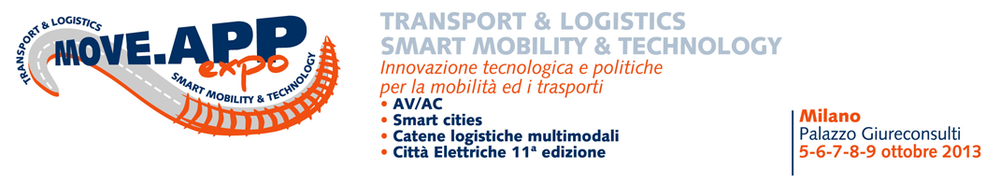 TRANSPORT & LOGISTICS
MOVE.APP
expo
SMART MOBILITY & TECHNOLOGY
TRANSPORT & LOGISTICS
SMART MOBILITY & TECHNOLOGY
Innovazione tecnologica e politiche
per la mobilità ed i trasporti
• AV/AC
• Smart cities
• Catene logistiche multimodali
• Città Elettriche 11ª edizione
Milano
Palazzo Giureconsulti
5-6-7-8-9 ottobre 2013